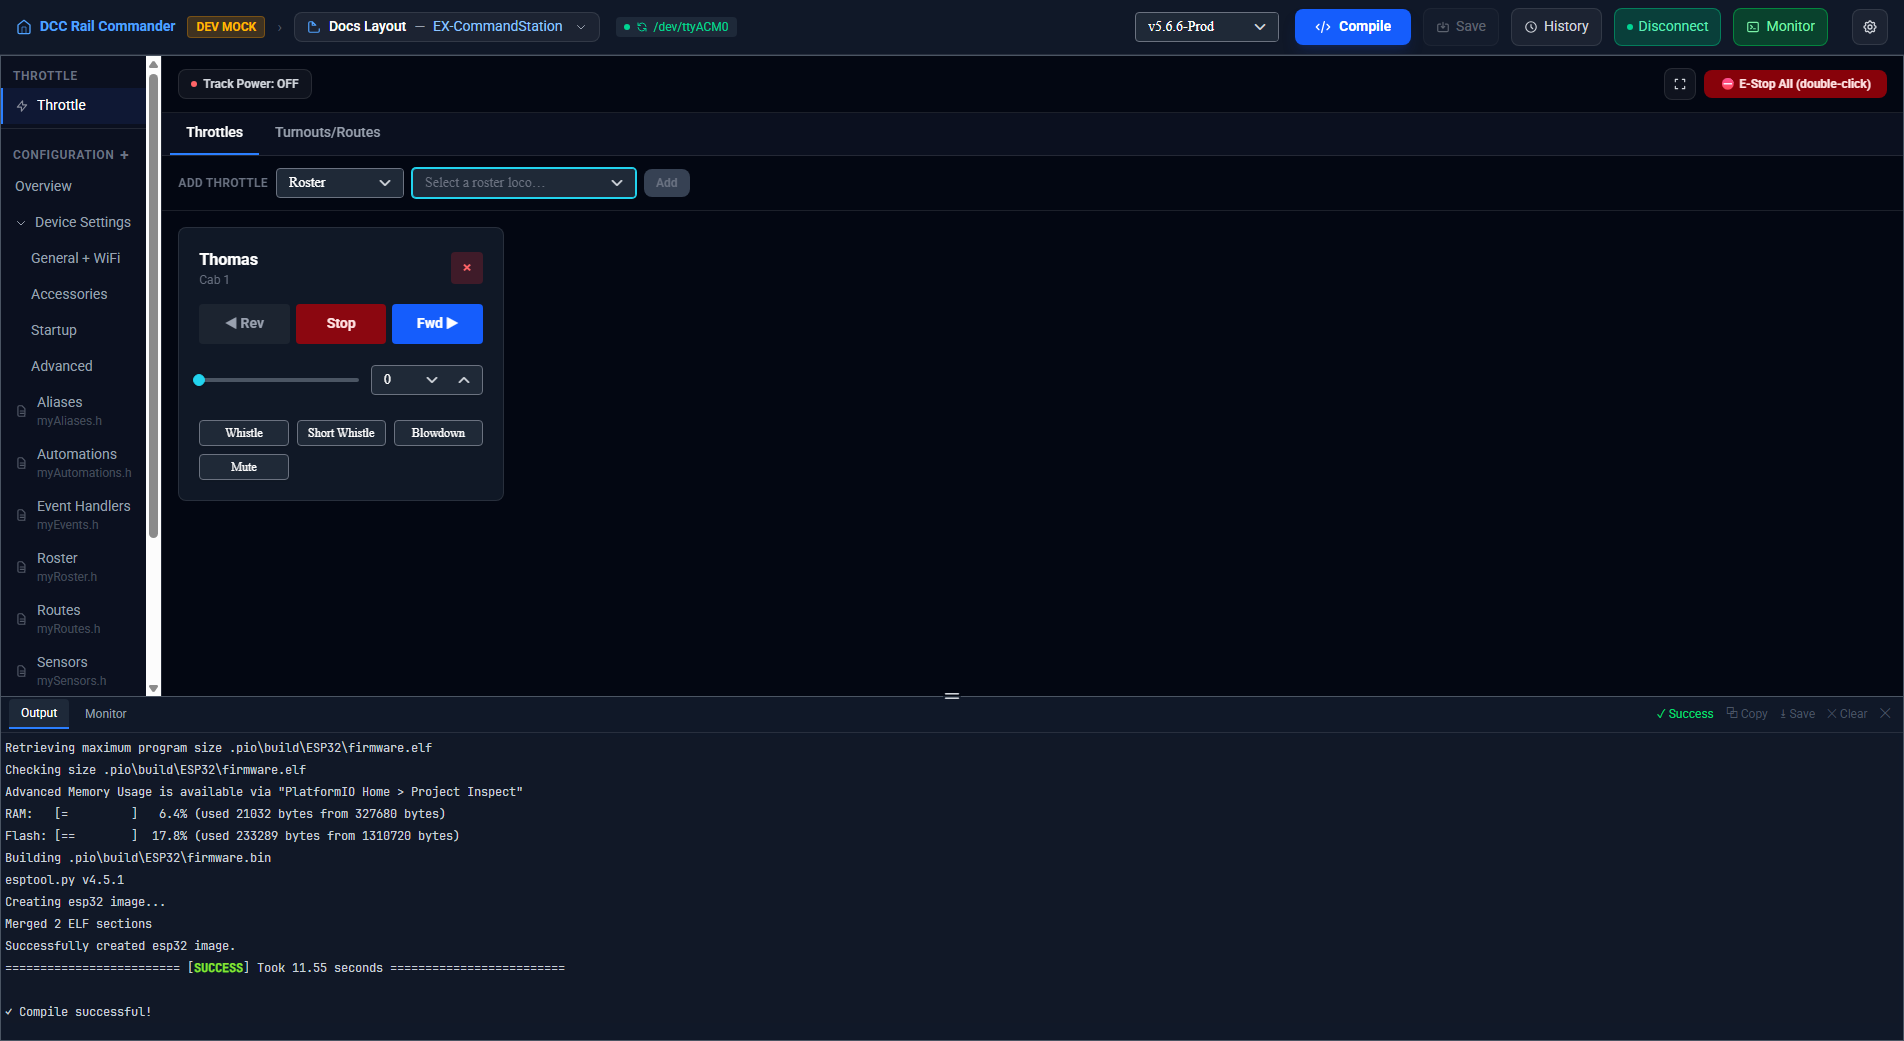 DCC Rail Commander DEV MOCK › Docs Layout — EX-CommandStation /dev/ttyACM0 v5.6.6-Prod </> Compile Save History Disconnect Monitor
THROTTLE
Throttle
CONFIGURATION +
Overview
Device Settings
General + WiFi
Accessories
Startup
Advanced
Aliases
myAliases.h
Automations
myAutomations.h
Event Handlers
myEvents.h
Roster
myRoster.h
Routes
myRoutes.h
Sensors
mySensors.h
Track Power: OFF
E-Stop All (double-click)
Throttles Turnouts/Routes
ADD THROTTLE Roster Select a roster loco… Add
Thomas
Cab 1
×
◀ Rev Stop Fwd ▶
0
Whistle Short Whistle Blowdown
Mute
Output Monitor
✓ Success Copy Save Clear
Retrieving maximum program size .pio\build\ESP32\firmware.elf
Checking size .pio\build\ESP32\firmware.elf
Advanced Memory Usage is available via "PlatformIO Home > Project Inspect"
RAM:   [=         ]   6.4% (used 21032 bytes from 327680 bytes)
Flash: [==        ]  17.8% (used 233289 bytes from 1310720 bytes)
Building .pio\build\ESP32\firmware.bin
esptool.py v4.5.1
Creating esp32 image...
Merged 2 ELF sections
Successfully created esp32 image.
========================= [SUCCESS] Took 11.55 seconds =========================
✓ Compile successful!